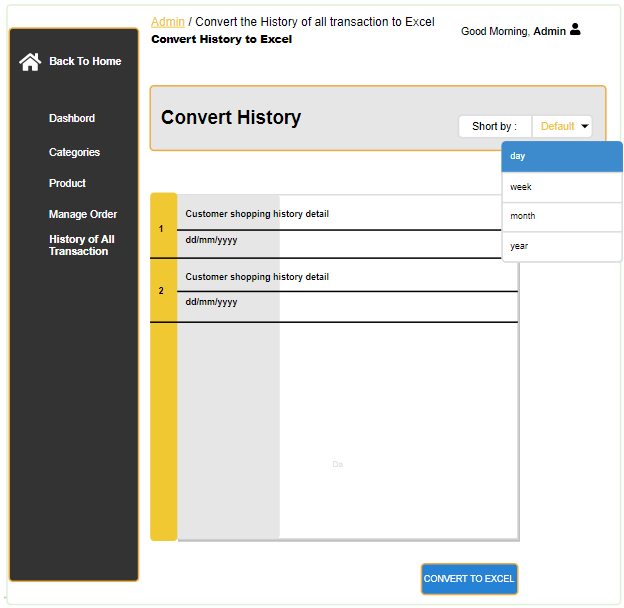 Admin / Convert the History of all transaction to Excel
Convert History to Excel
Good Morning, Admin
Back To Home
Dashbord
Categories
Product
Manage Order
History of All
Transaction
Convert History
Short by :
Default
day
week
month
year
1
Customer shopping history detail
dd/mm/yyyy
2
Customer shopping history detail
dd/mm/yyyy
Da
CONVERT TO EXCEL